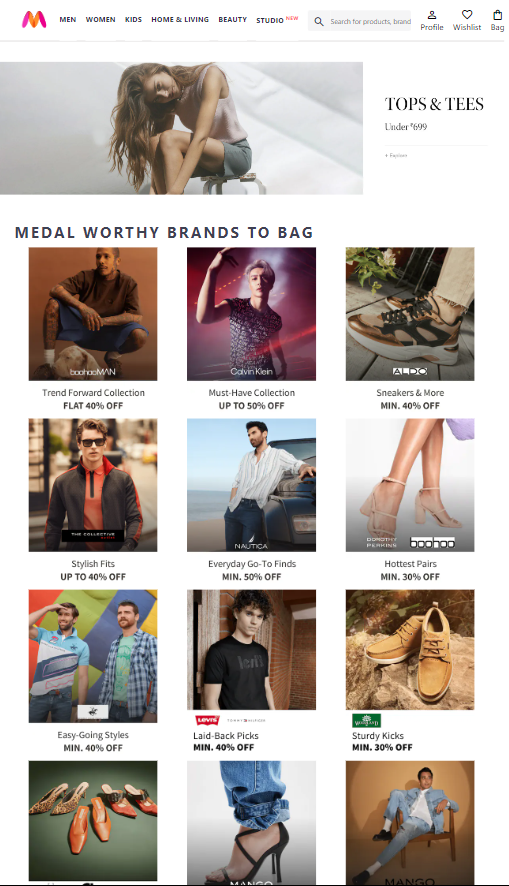 MEN WOMEN KIDS HOME & LIVING BEAUTY STUDIO NEW
Search for products, brand
Profile Wishlist Bag
TOPS & TEES
Under ₹699
+ Explore
MEDAL WORTHY BRANDS TO BAG
boohooMAN
Calvin Klein
ALDO
Trend Forward Collection
FLAT 40% OFF
Must-Have Collection
UP TO 50% OFF
Sneakers & More
MIN. 40% OFF
THE COLLECTIVE
NAUTICA
DOROTHY
PERKINS
boohoo
Stylish Fits
UP TO 40% OFF
Everyday Go-To Finds
MIN. 50% OFF
Hottest Pairs
MIN. 30% OFF
Levi's
TOMMY HILFIGER
WOODLAND
Easy-Going Styles
MIN. 40% OFF
Laid-Back Picks
MIN. 40% OFF
Sturdy Kicks
MIN. 30% OFF
MANGO
MANGO